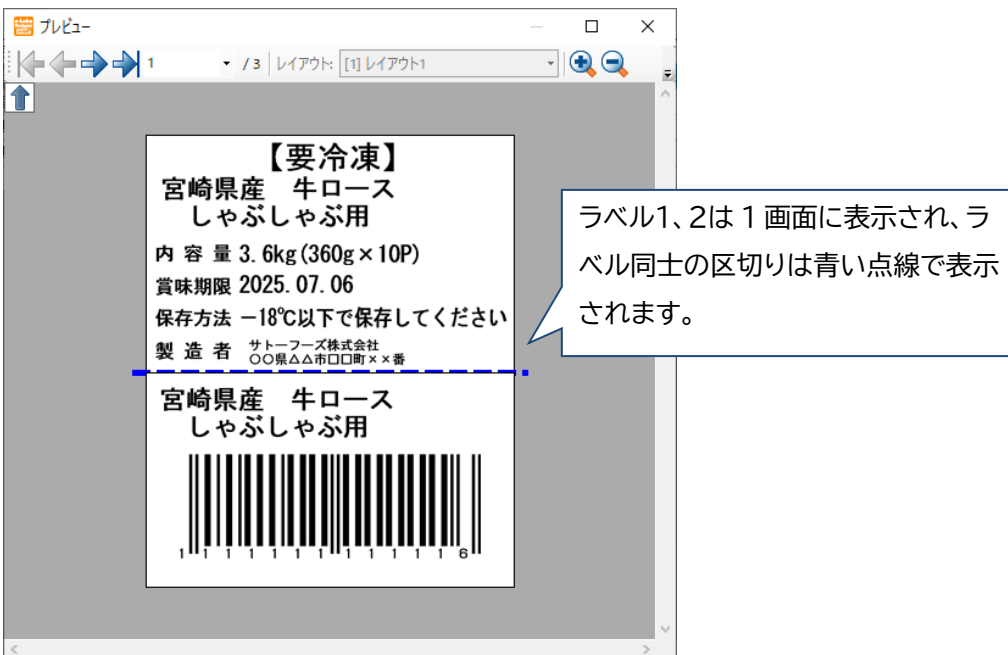 プレビュー
1 / 3 レイアウト: [1] レイアウト1
【要冷凍】
宮崎県産　牛ロース
しゃぶしゃぶ用
内 容 量 3.6kg(360g×10P)
賞味期限 2025.07.06
保存方法 －18℃以下で保存してください
製 造 者 サトーフーズ株式会社
〇〇県△△市□□町××番
宮崎県産　牛ロース
しゃぶしゃぶ用
1 1 1 1 1 1 1 1 1 1 1 1 6
ラベル1、2は 1 画面に表示され、ラ
ベル同士の区切りは青い点線で表示
されます。